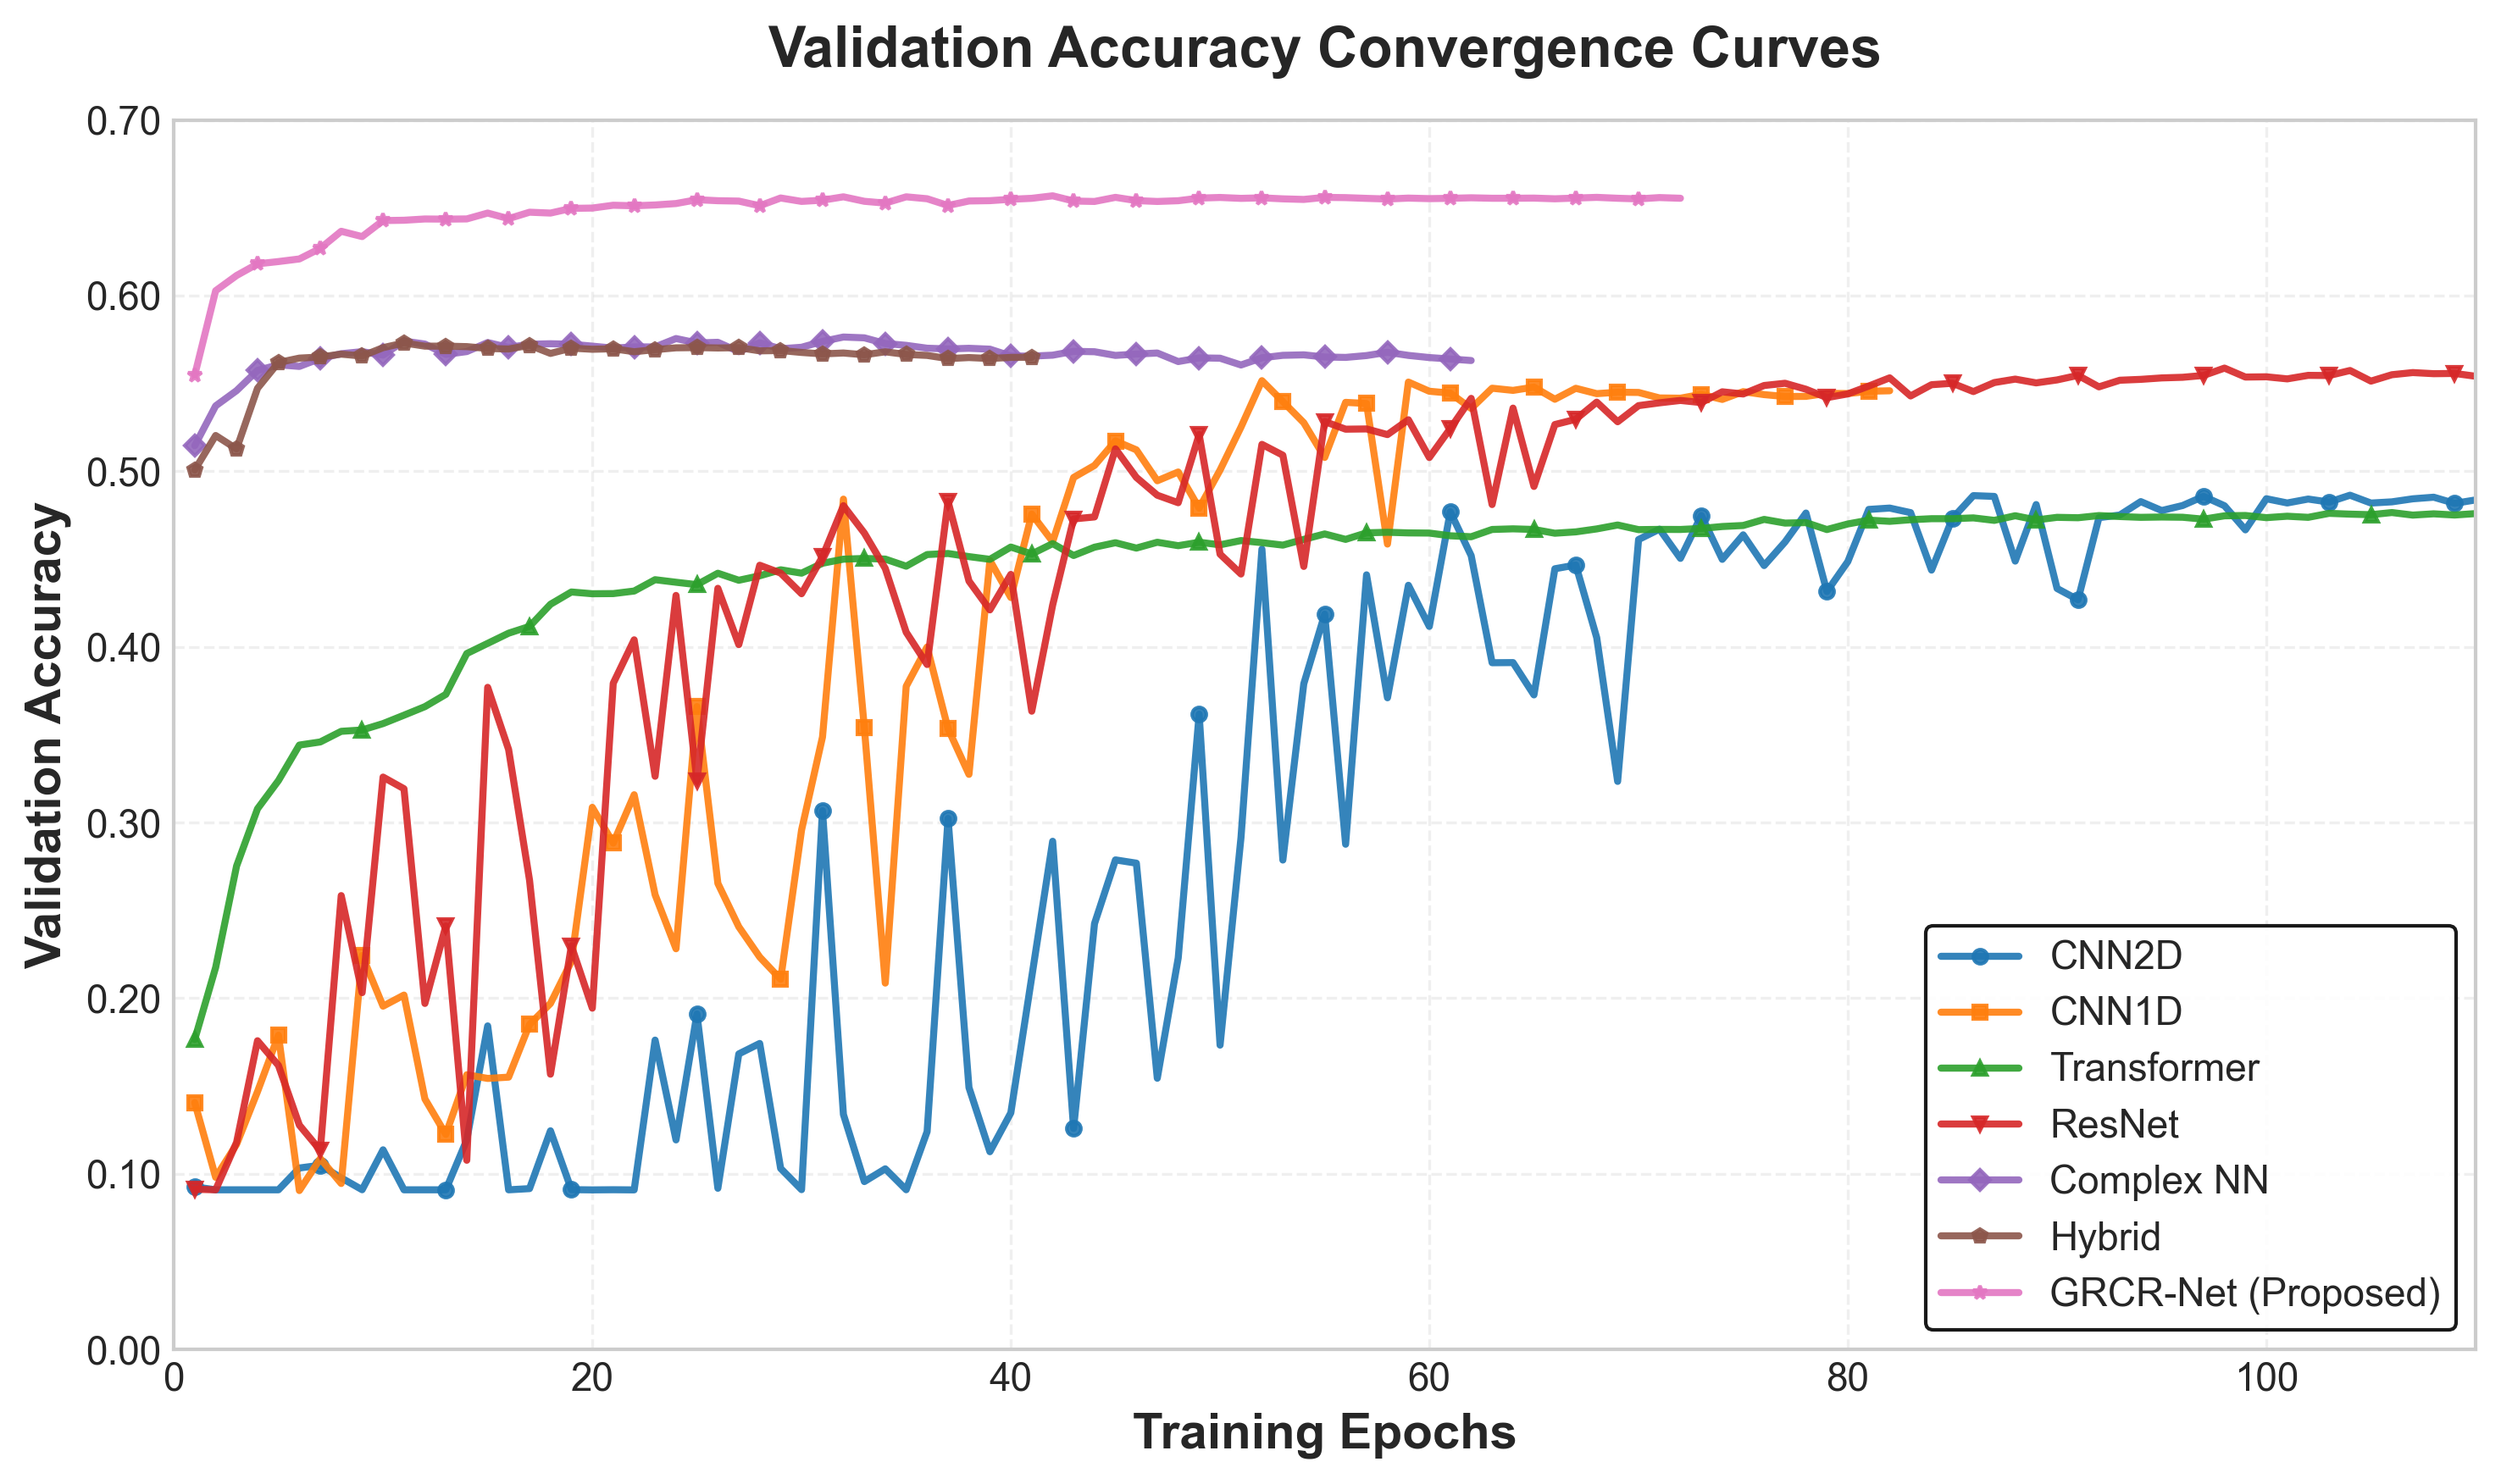 Validation Accuracy Convergence Curves
0.70
0.60
0.50
0.40
0.30
0.20
0.10
0.00
Validation Accuracy
0 20 40 60 80 100
Training Epochs
CNN2D
CNN1D
Transformer
ResNet
Complex NN
Hybrid
GRCR-Net (Proposed)